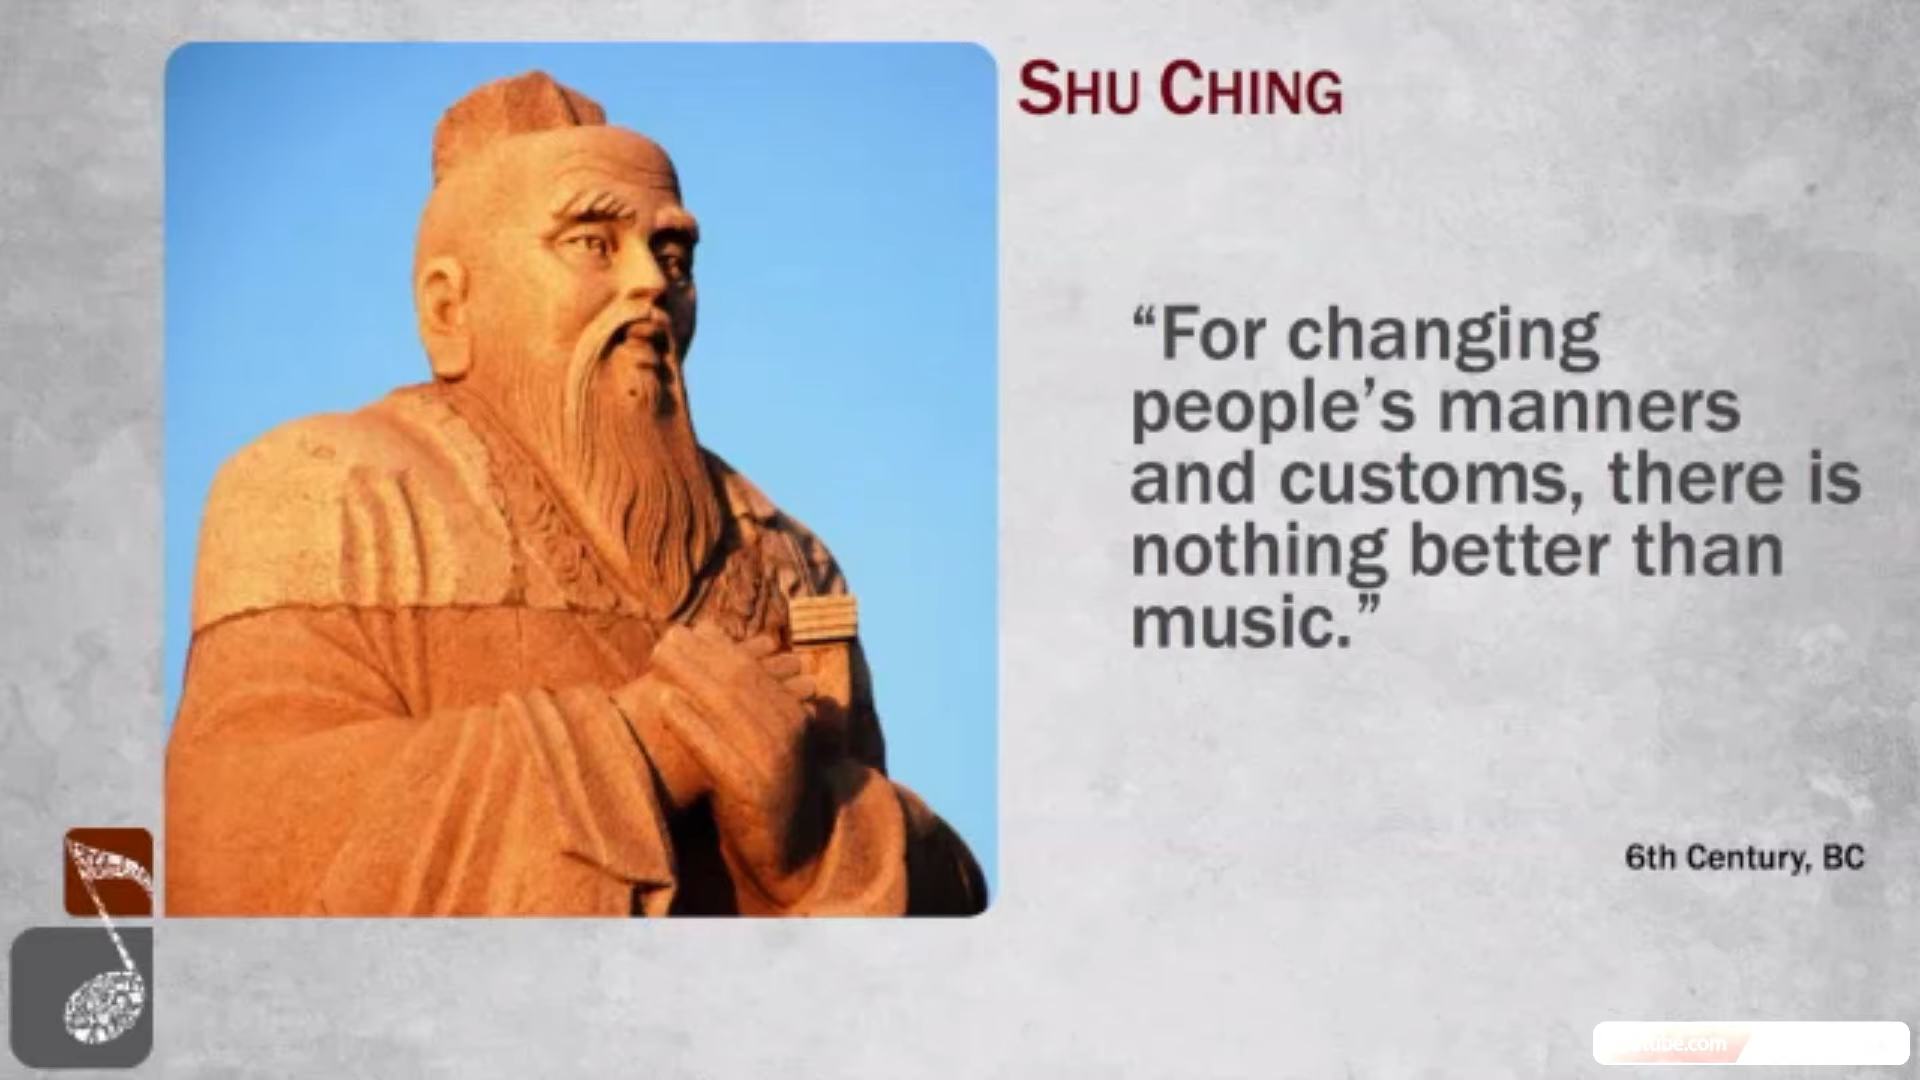 SHU CHING
“For changing
people’s manners
and customs, there is
nothing better than
music.”
6th Century, BC